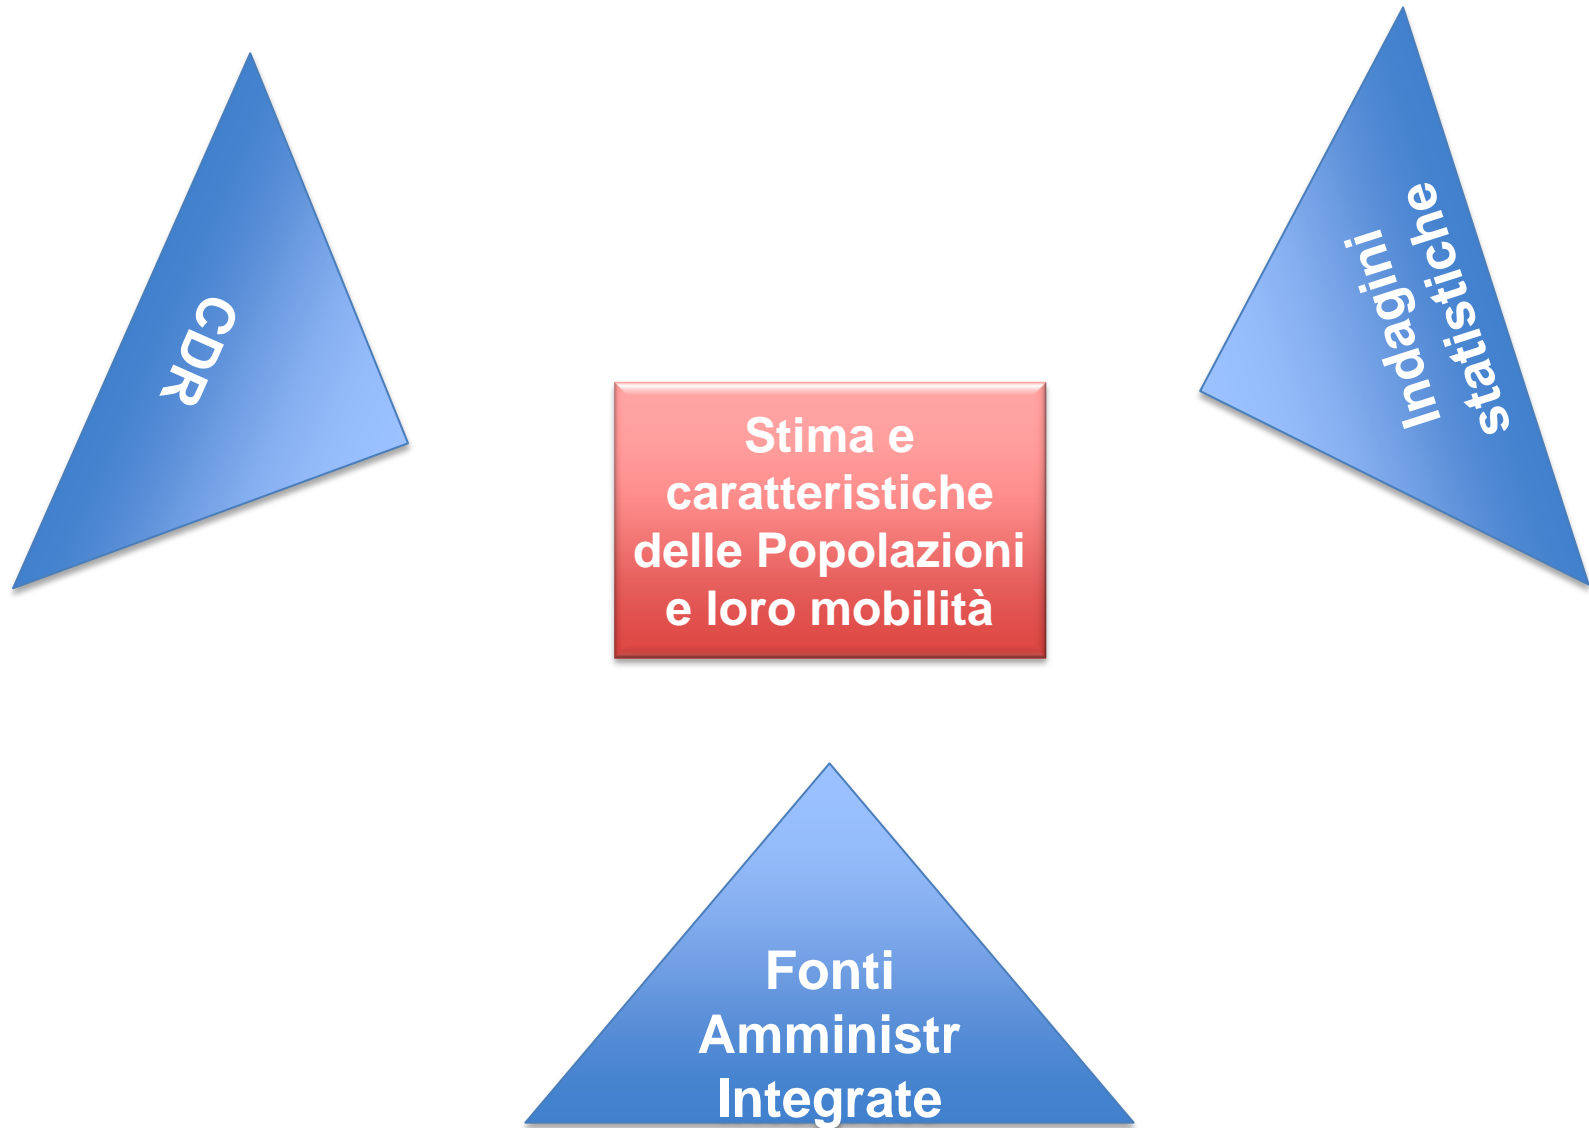 CDR
Indagini
statistiche
Stima e
caratteristiche
delle Popolazioni
e loro mobilità
Fonti
Amministr
Integrate